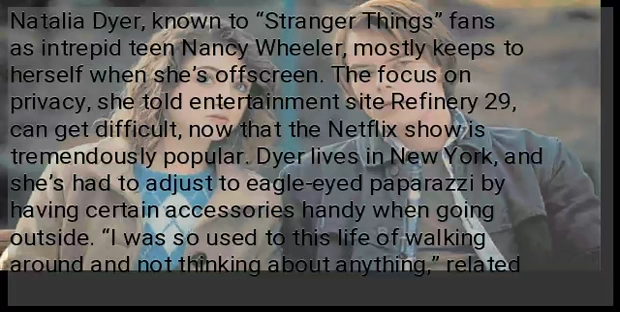 Natalia Dyer, known to “Stranger Things” fans
as intrepid teen Nancy Wheeler, mostly keeps to
herself when she’s offscreen. The focus on
privacy, she told entertainment site Refinery 29,
can get difficult, now that the Netflix show is
tremendously popular. Dyer lives in New York, and
she’s had to adjust to eagle-eyed paparazzi by
having certain accessories handy when going
outside. “I was so used to this life of walking
around and not thinking about anything,” related